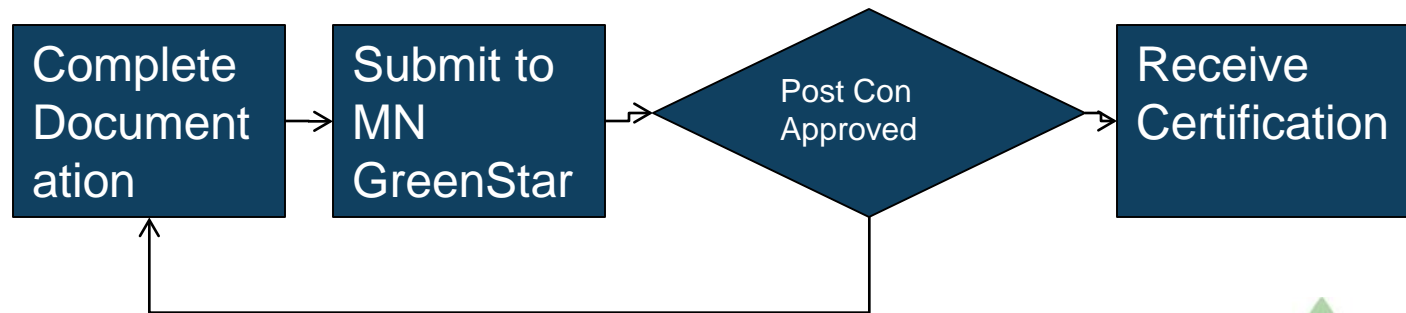 Complete
Document
ation
Submit to
MN
GreenStar
Post Con
Approved
Receive
Certification